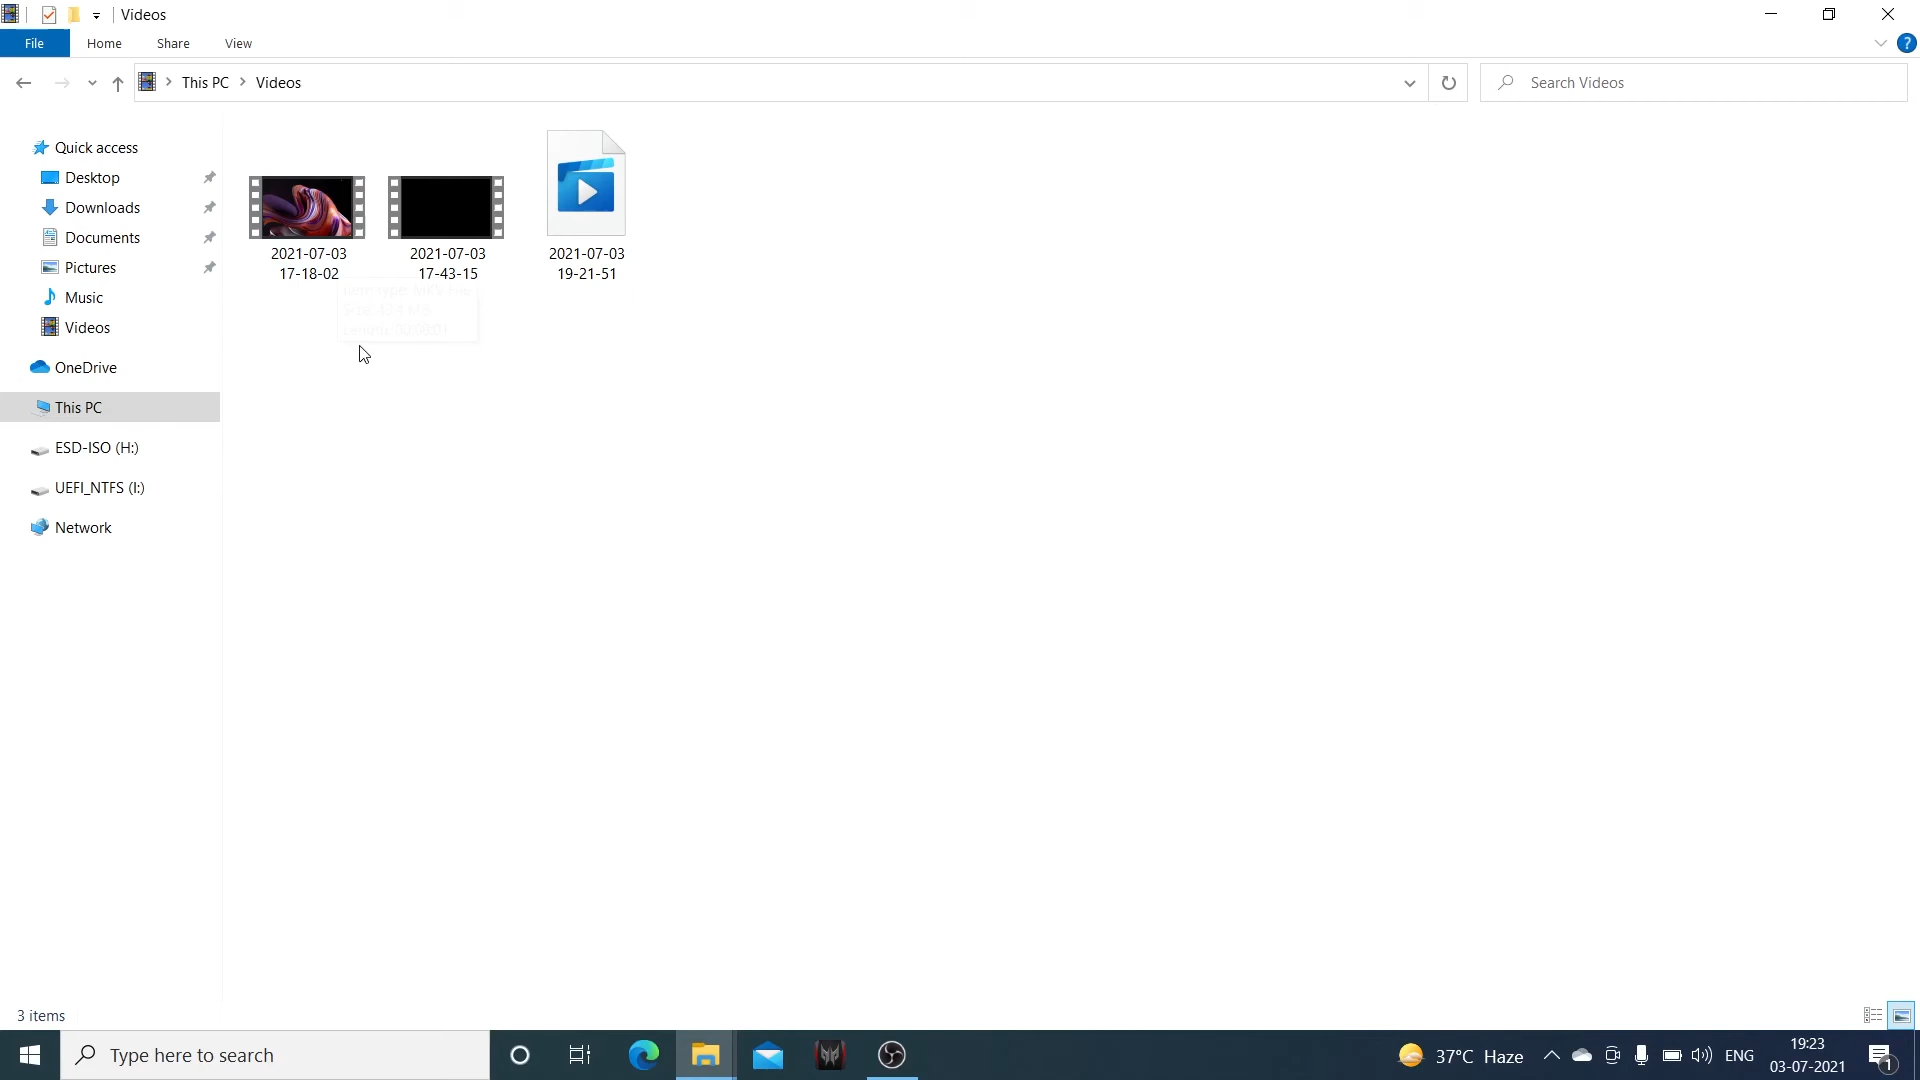 Videos
File Home Share View
This PC Videos
Search Videos
Quick access
Desktop
Downloads
Documents
Pictures
Music
Videos
OneDrive
This PC
ESD-ISO (H:)
UEFI_NTFS (I:)
Network
2021-07-03
17-18-02
2021-07-03
17-43-15
2021-07-03
19-21-51
3 items
Type here to search
37°C Haze
ENG
19:23
03-07-2021
1